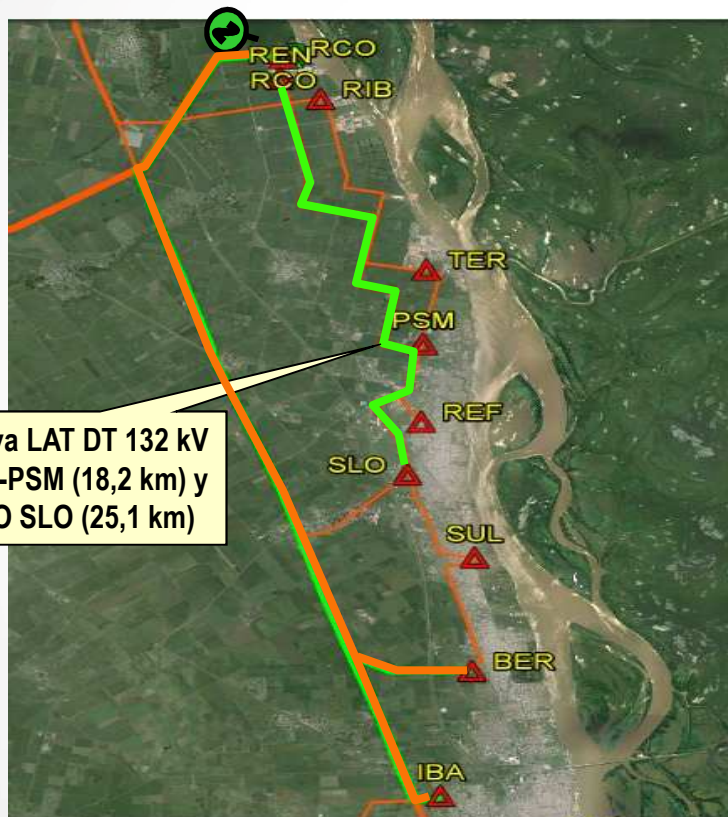 RCO
REN
RCO
RIB
TER
PSM
REF
va LAT DT 132 kV
-PSM (18,2 km) y
O SLO (25,1 km)
SLO
SUL
BER
IBA